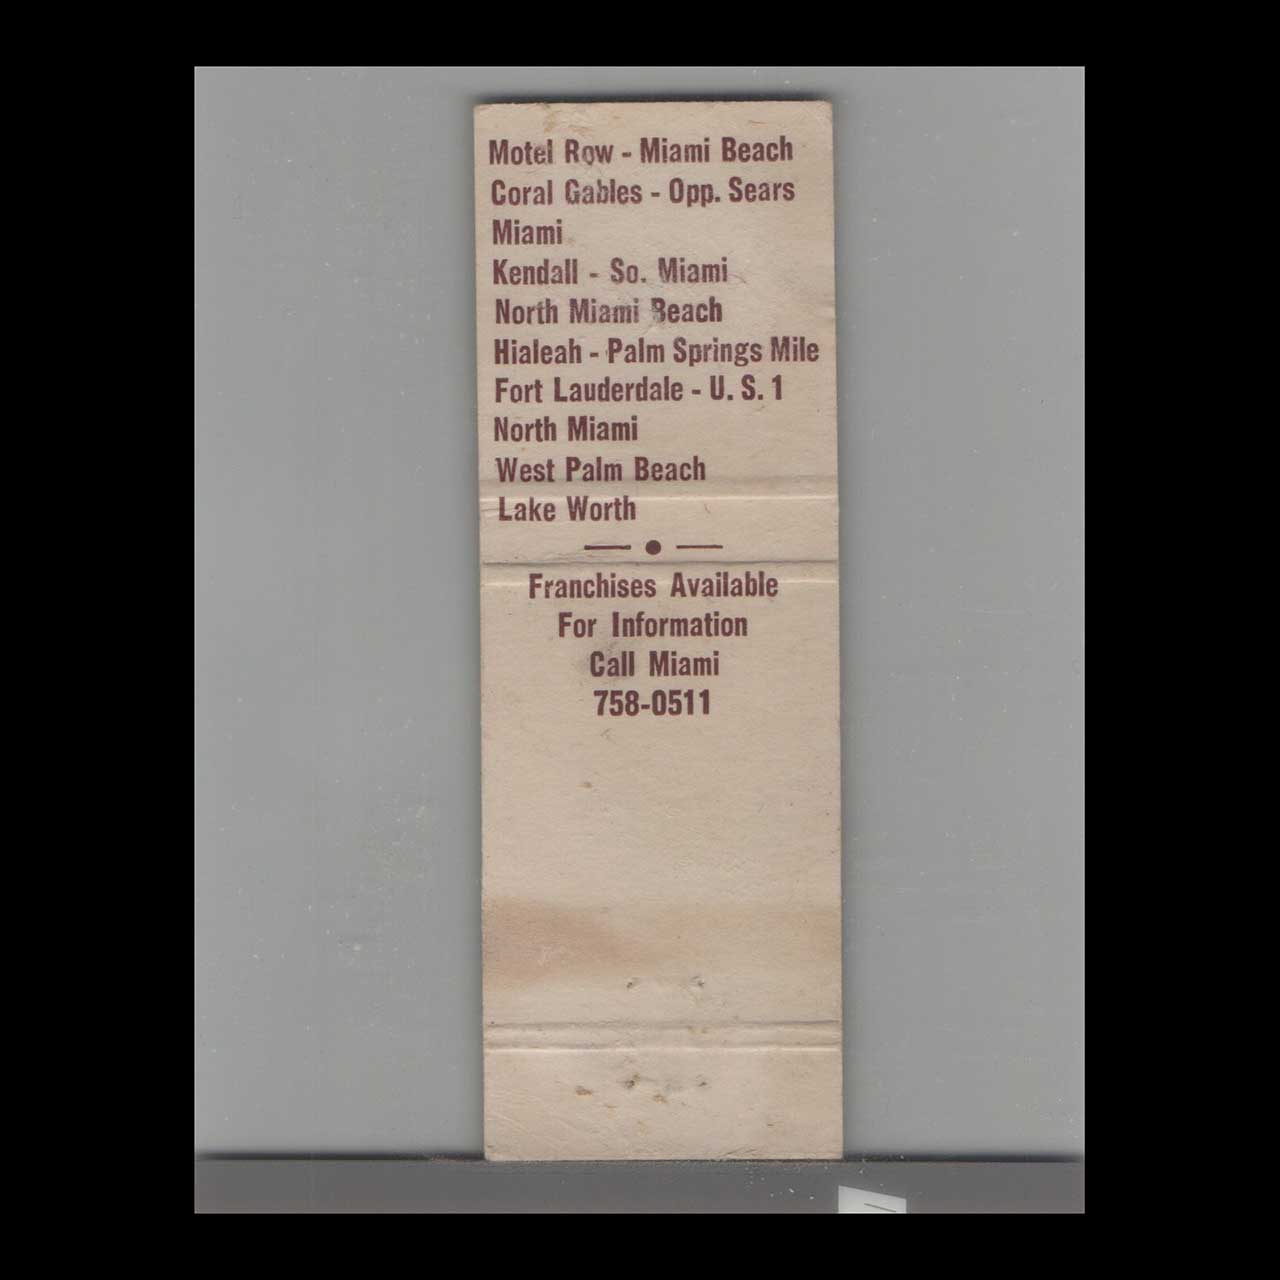 Motel Row - Miami Beach
Coral Gables - Opp. Sears
Miami
Kendall - So. Miami
North Miami Beach
Hialeah - Palm Springs Mile
Fort Lauderdale - U. S. 1
North Miami
West Palm Beach
Lake Worth
Franchises Available
For Information
Call Miami
758-0511